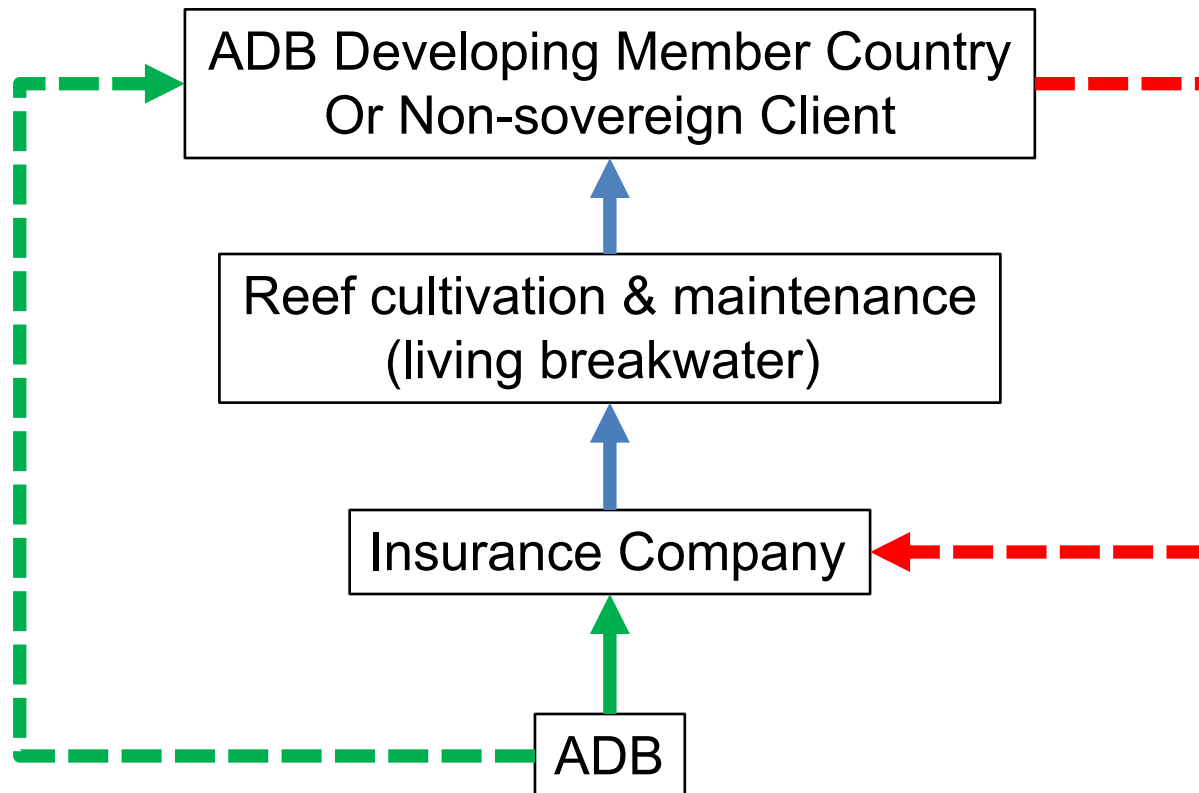 ADB Developing Member Country
Or Non-sovereign Client
Reef cultivation & maintenance
(living breakwater)
Insurance Company
ADB